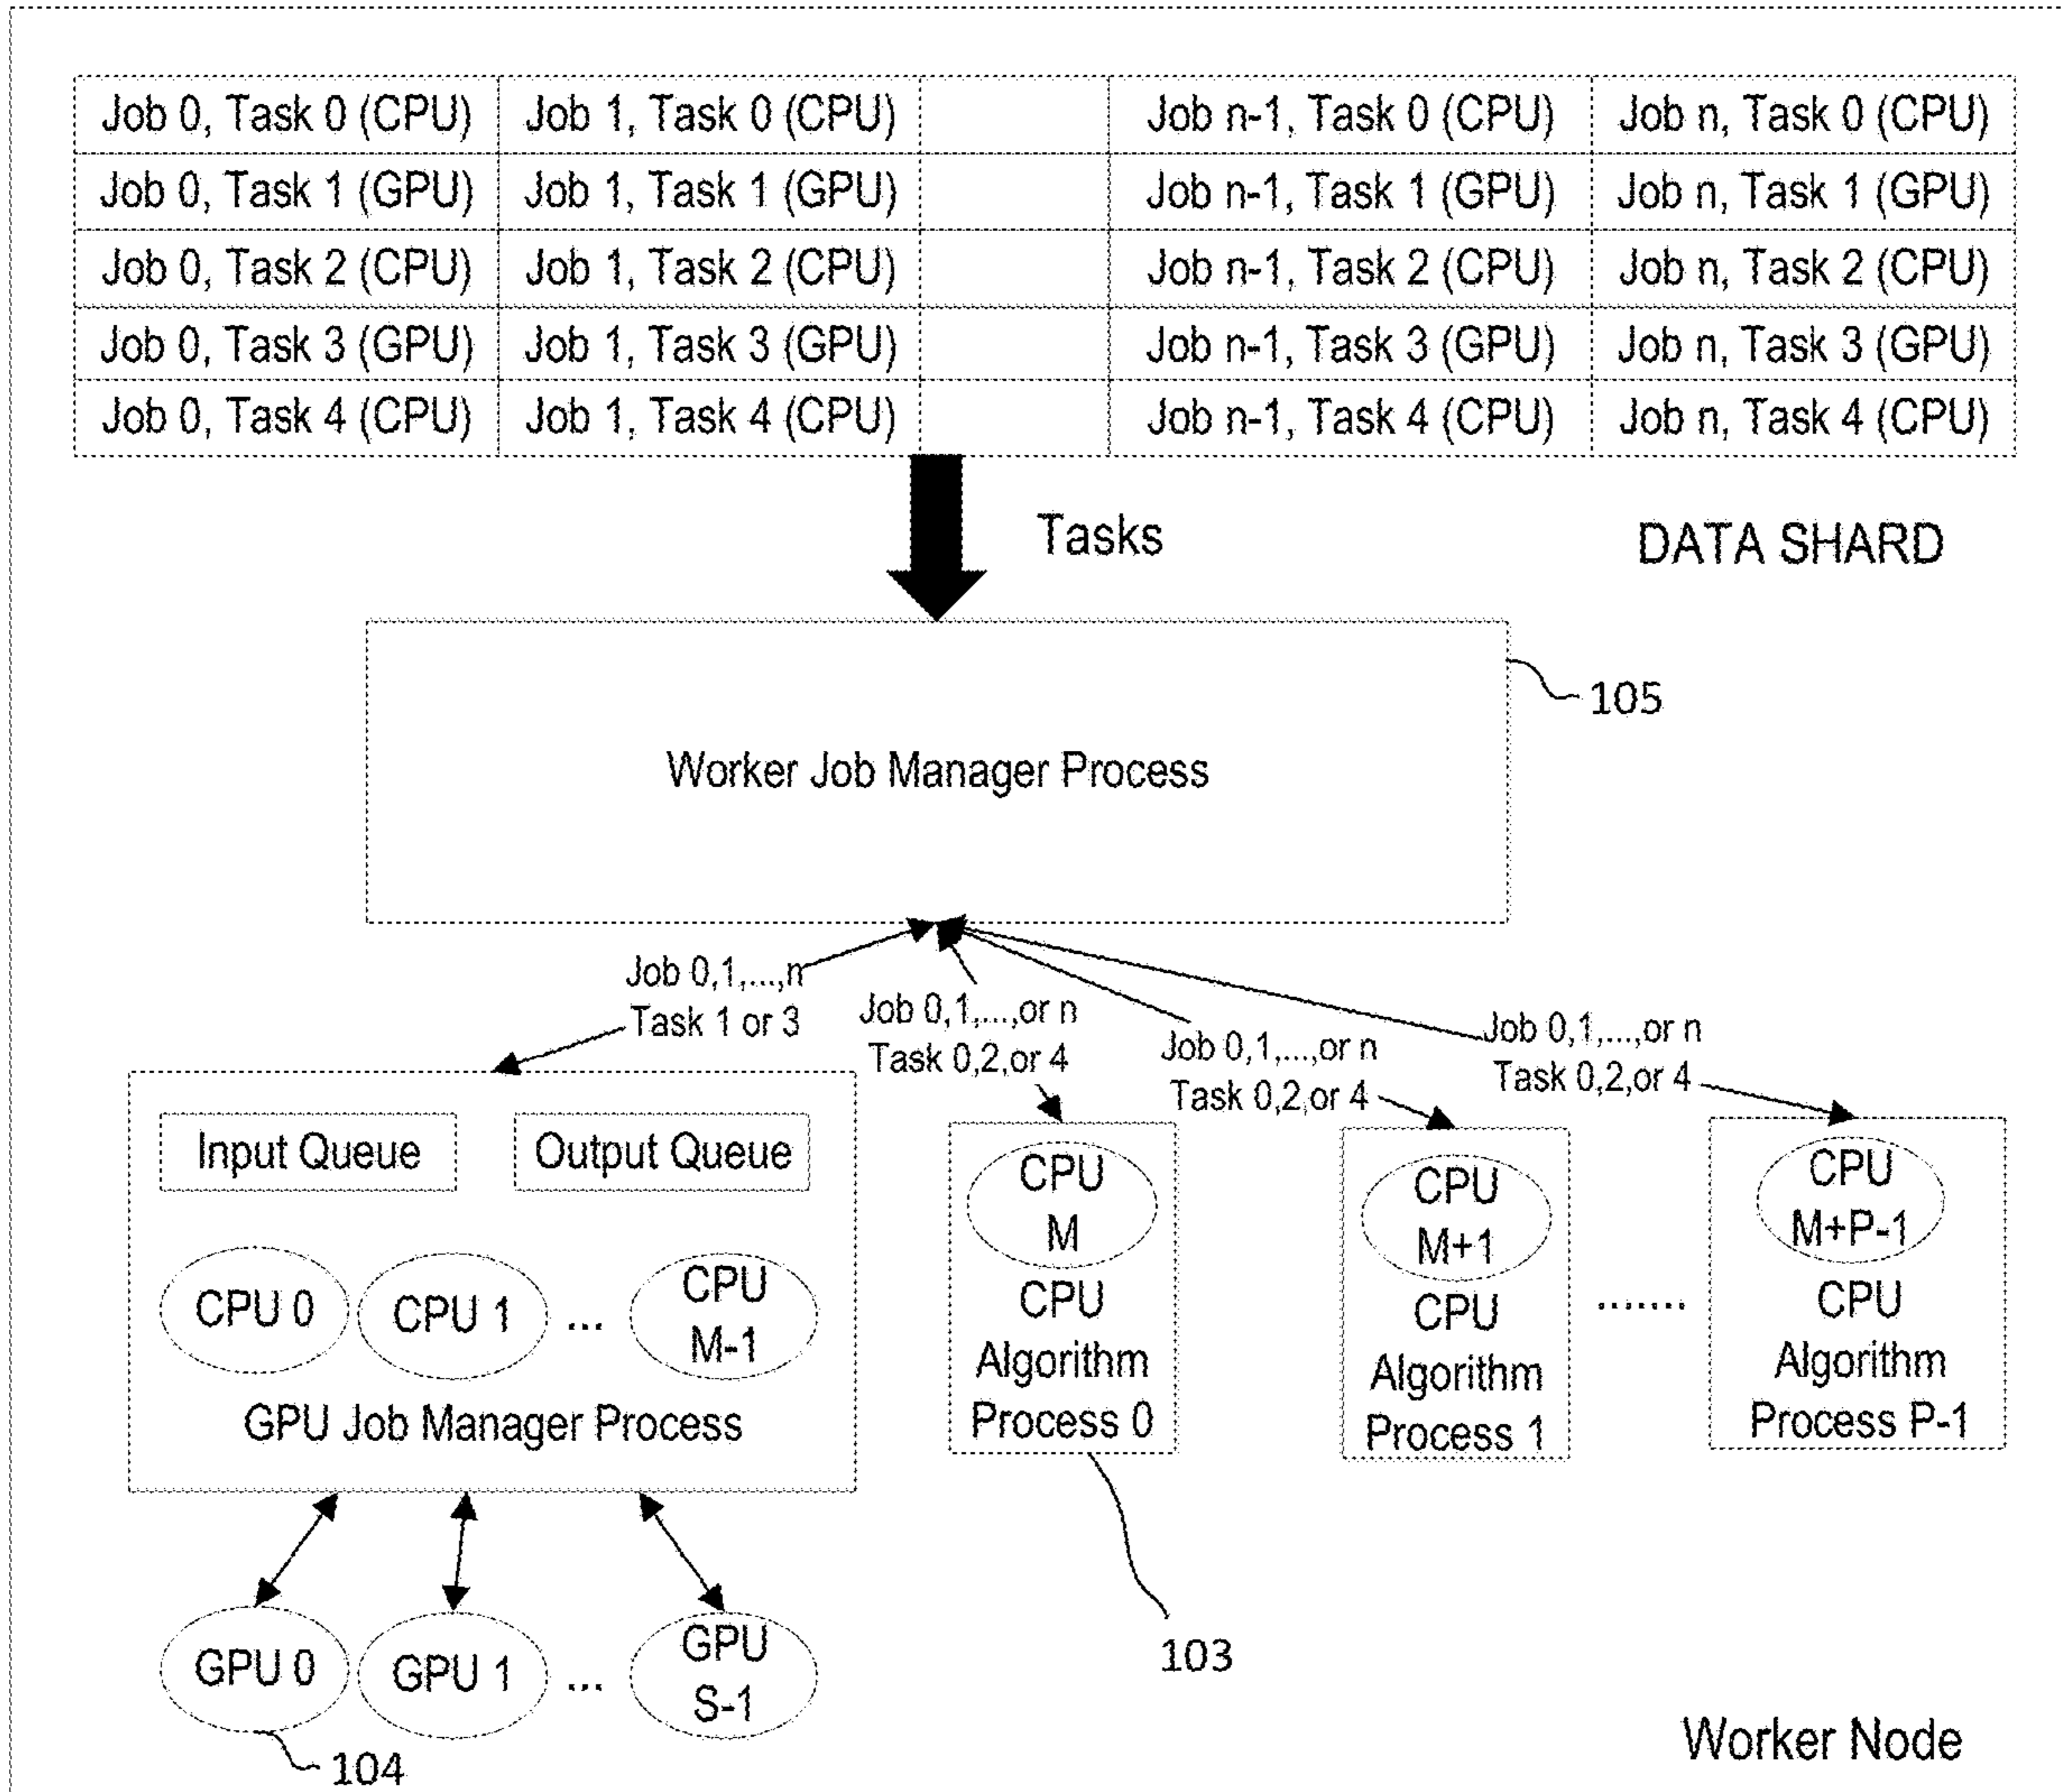 Job 0, Task 0 (CPU) Job 1, Task 0 (CPU) Job n-1, Task 0 (CPU) Job n, Task 0 (CPU)
Job 0, Task 1 (GPU) Job 1, Task 1 (GPU) Job n-1, Task 1 (GPU) Job n, Task 1 (GPU)
Job 0, Task 2 (CPU) Job 1, Task 2 (CPU) Job n-1, Task 2 (CPU) Job n, Task 2 (CPU)
Job 0, Task 3 (GPU) Job 1, Task 3 (GPU) Job n-1, Task 3 (GPU) Job n, Task 3 (GPU)
Job 0, Task 4 (CPU) Job 1, Task 4 (CPU) Job n-1, Task 4 (CPU) Job n, Task 4 (CPU)
Tasks
DATA SHARD
105
Worker Job Manager Process
Job 0,1,...,n
Task 1 or 3
Job 0,1,...,or n
Task 0,2,or 4
Job 0,1,...,or n
Task 0,2,or 4
Job 0,1,...,or n
Task 0,2,or 4
Input Queue
Output Queue
CPU 0
CPU 1
...
CPU
M-1
GPU Job Manager Process
CPU
M
CPU
Algorithm
Process 0
CPU
M+1
CPU
Algorithm
Process 1
.......
CPU
M+P-1
CPU
Algorithm
Process P-1
GPU 0
GPU 1
...
GPU
S-1
103
104
Worker Node